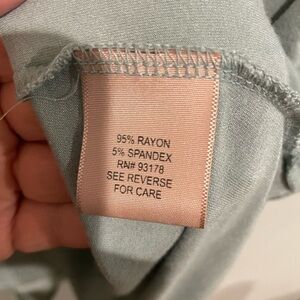 95% RAYON
5% SPANDEX
RN# 93178
SEE REVERSE
FOR CARE